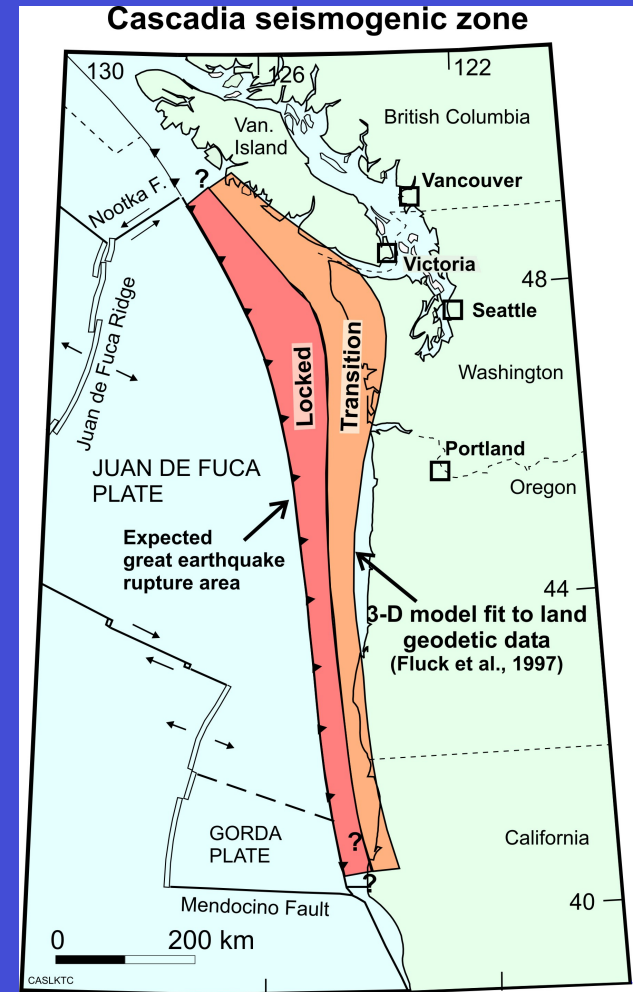 Cascadia seismogenic zone
130
126
122
British Columbia
Van.
Island
?
Vancouver
Nootka F.
Victoria
48
Seattle
Juan de Fuca Ridge
Locked
Transition
Washington
JUAN DE FUCA
PLATE
Portland
Oregon
Expected
great earthquake
rupture area
44
3-D model fit to land
geodetic data
(Fluck et al., 1997)
GORDA
PLATE
?
California
?
40
Mendocino Fault
0 200 km
CASLKTC